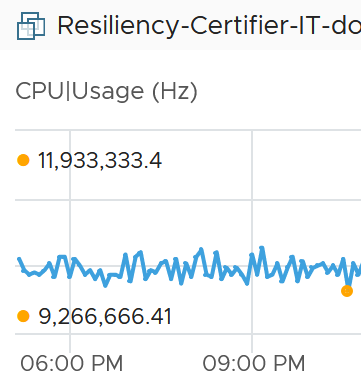 Resiliency-Certifier-IT-do
CPU|Usage (Hz)
11,933,333.4
9,266,666.41
06:00 PM 09:00 PM